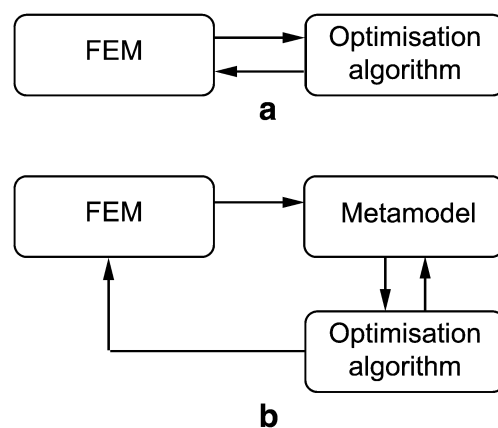 FEM
Optimisation
algorithm
a
FEM
Metamodel
Optimisation
algorithm
b